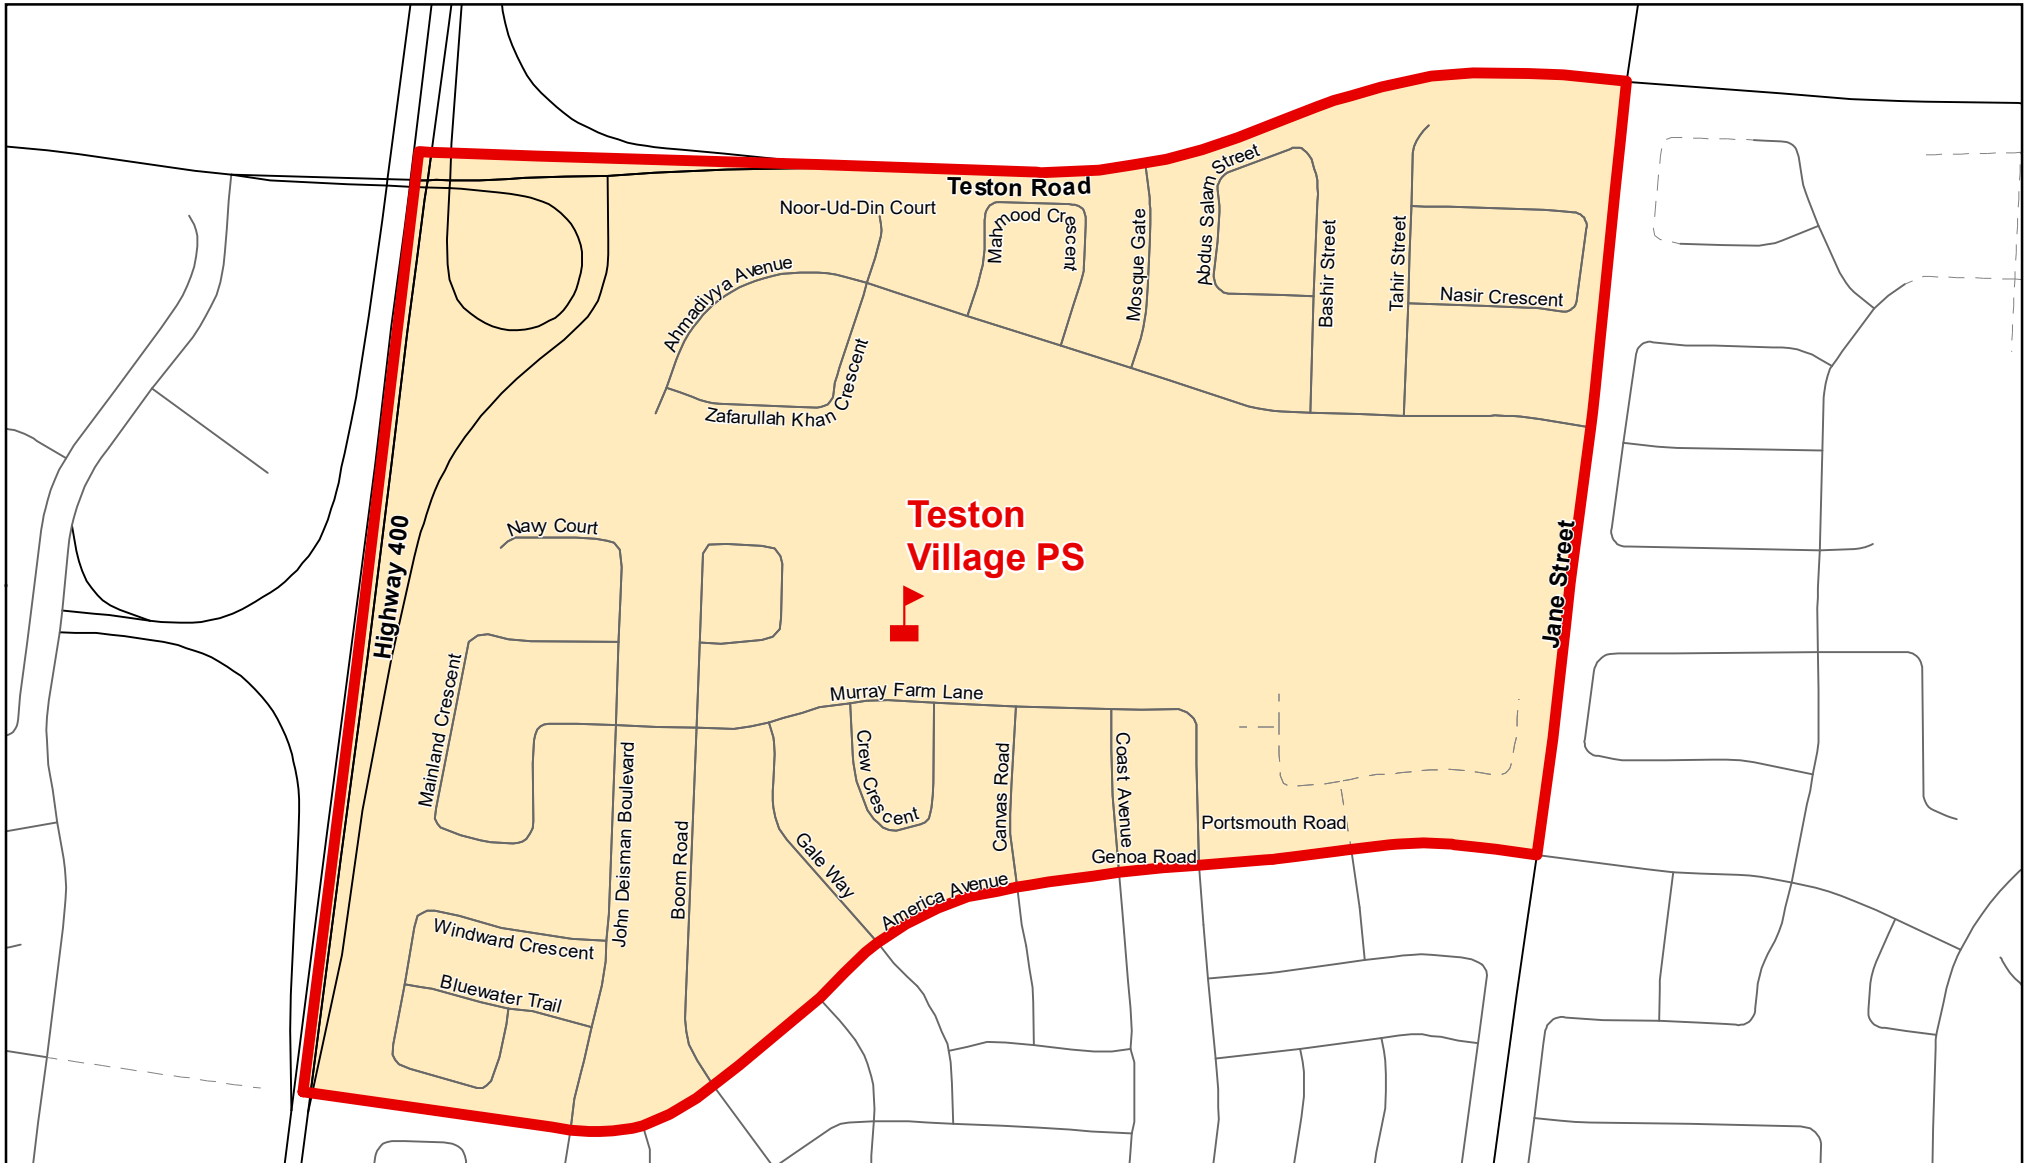 Teston Road
Noor-Ud-Din Court
Mahmood Crescent
Mosque Gate
Abdus Salam Street
Bashir Street
Tahir Street
Nasir Crescent
Ahmadiyya Avenue
Zafarullah Khan Crescent
Teston
Village PS
Highway 400
Jane Street
Navy Court
Mainland Crescent
Murray Farm Lane
John Deisman Boulevard
Boom Road
Gale Way
Crew Crescent
Canvas Road
Coast Avenue
Portsmouth Road
Genoa Road
America Avenue
Windward Crescent
Bluewater Trail